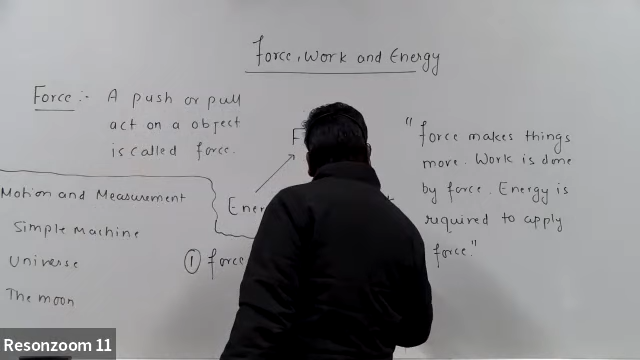 Force, Work and Energy
Force :- A push or pull
act on a object
is called force.
Motion and Measurement
Simple Machine
Universe
The moon
① force
"force makes things
more. Work is done
by force. Energy is
required to apply
force."
Resonzoom 11